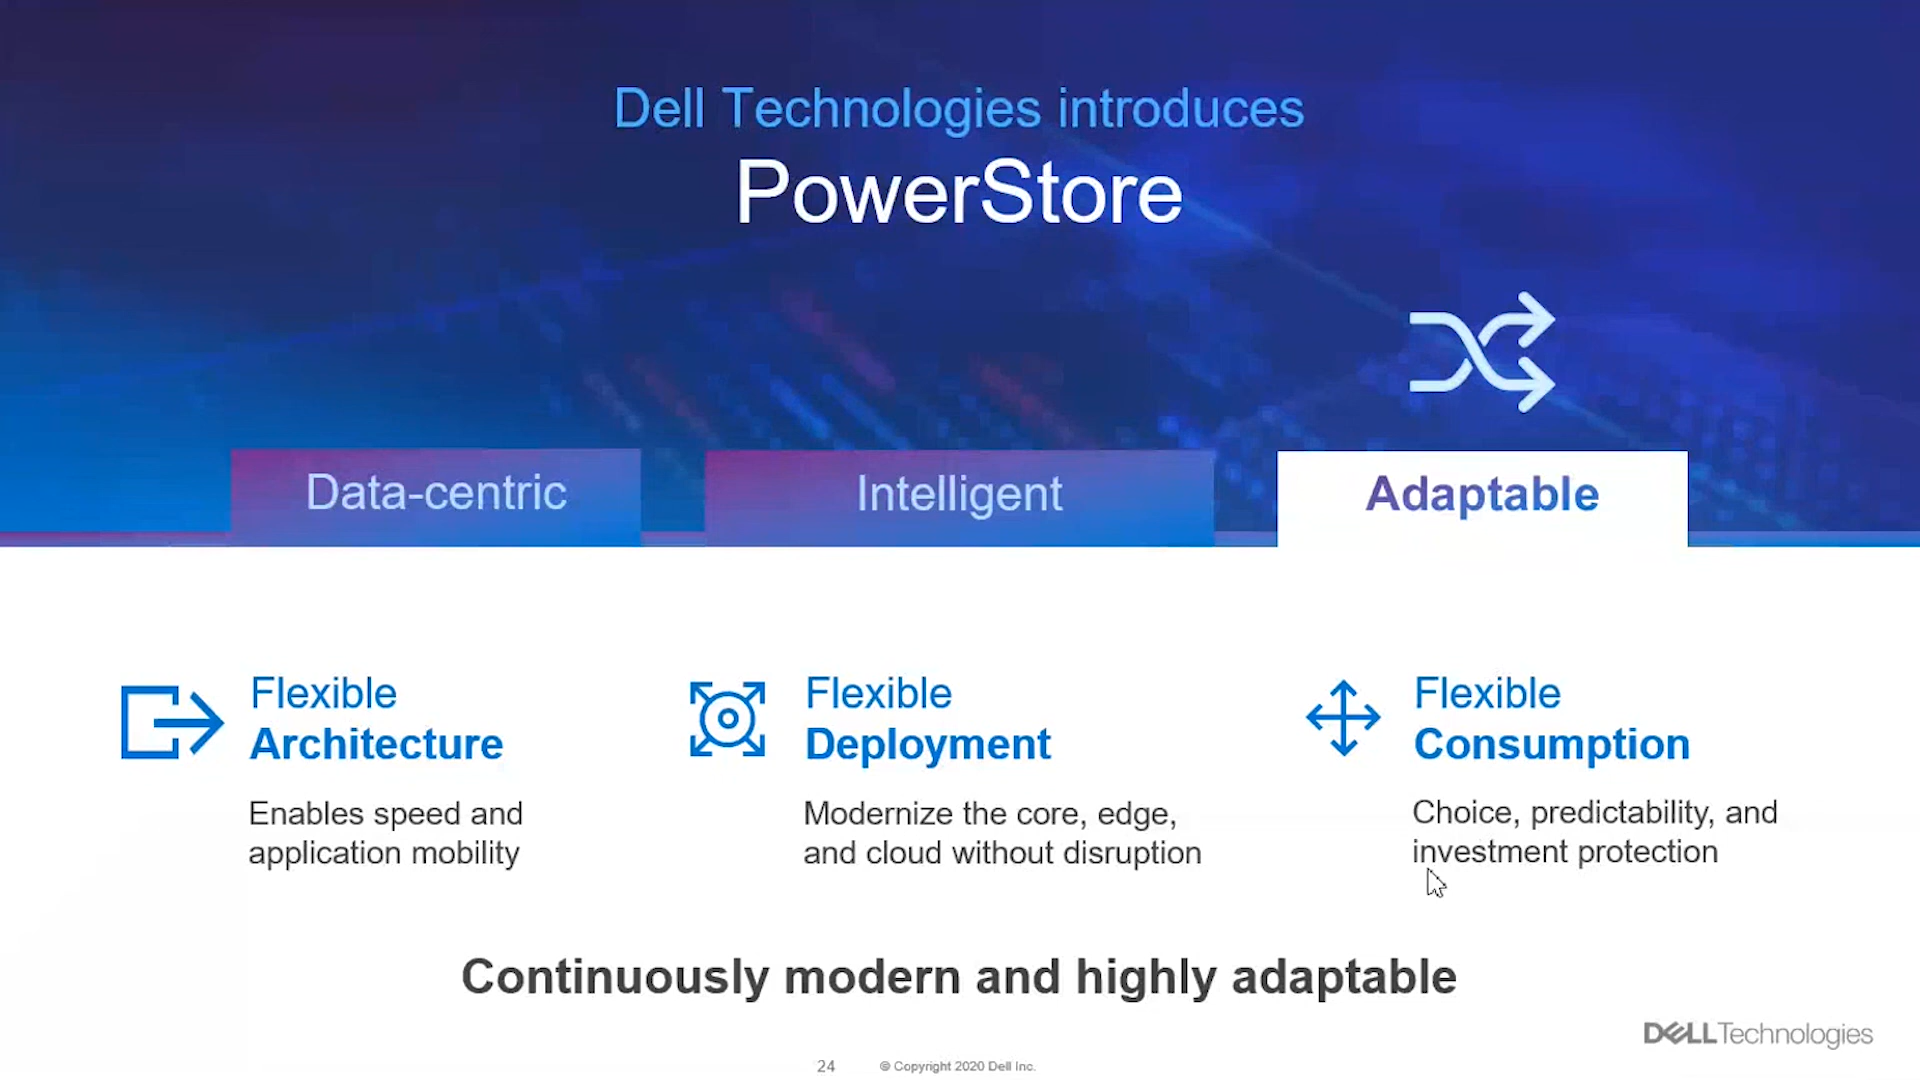 Dell Technologies introduces
PowerStore
Data-centric
Intelligent
Adaptable
Flexible
Architecture
Enables speed and
application mobility
Flexible
Deployment
Modernize the core, edge,
and cloud without disruption
Flexible
Consumption
Choice, predictability, and
investment protection
Continuously modern and highly adaptable
DELLTechnologies
24
© Copyright 2020 Dell Inc.